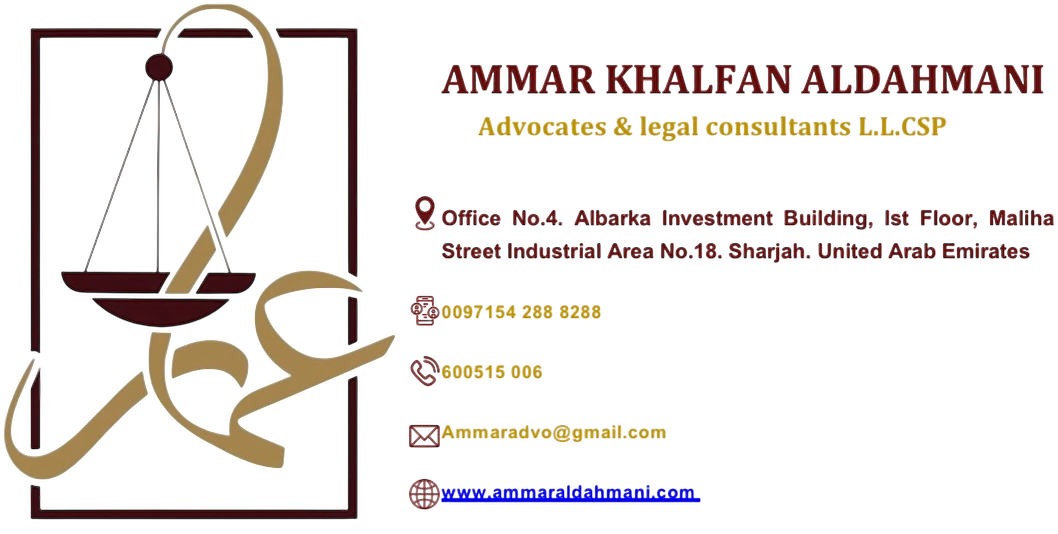 عمار
AMMAR KHALFAN ALDAHMANI
Advocates & legal consultants L.L.CSP
Office No.4. Albarka Investment Building, Ist Floor, Maliha
Street Industrial Area No.18. Sharjah. United Arab Emirates
0097154 288 8288
600515 006
Ammaradvo@gmail.com
www.ammaraldahmani.com